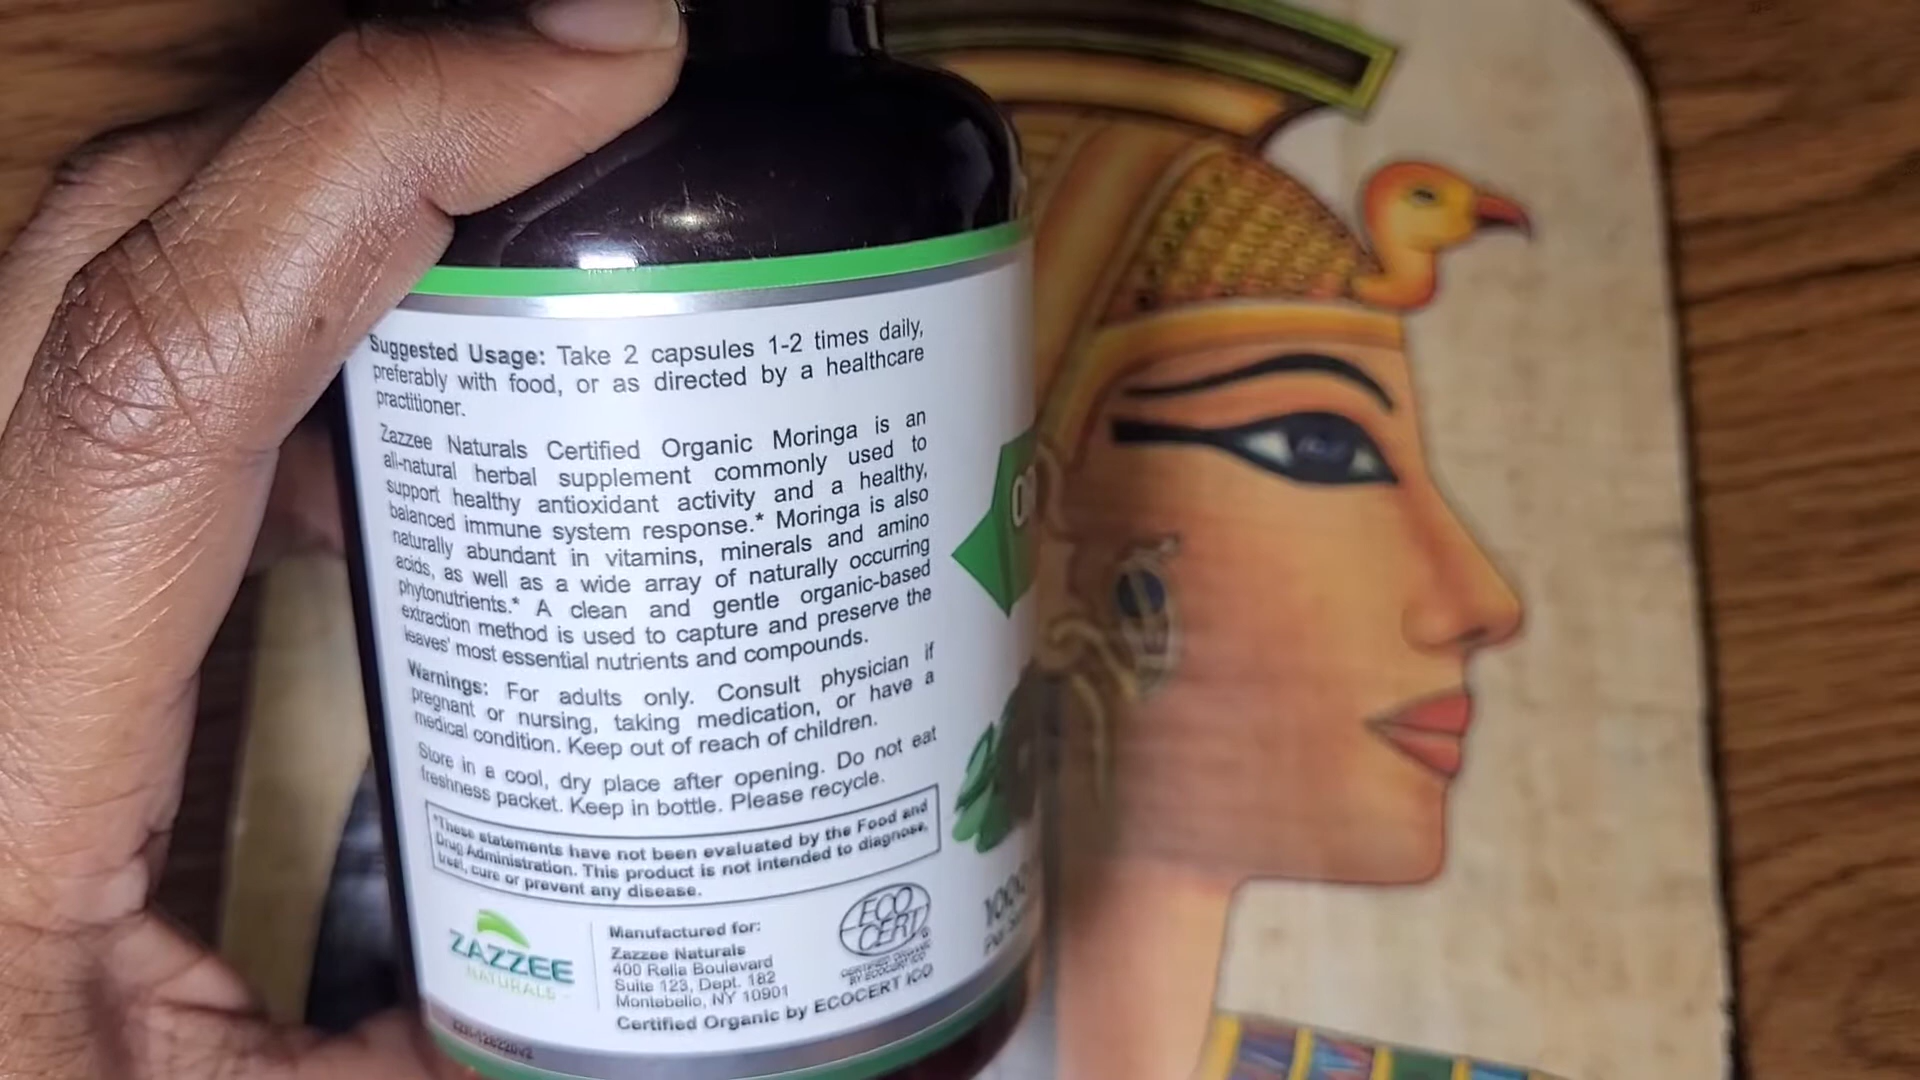 Suggested Usage: Take 2 capsules 1-2 times daily,
preferably with food, or as directed by a healthcare
practitioner.
Zazzee Naturals Certified Organic Moringa is an
all-natural herbal supplement commonly used to
support healthy antioxidant activity and a healthy,
balanced immune system response.* Moringa is also
naturally abundant in vitamins, minerals and amino
acids, as well as a wide array of naturally occurring
phytonutrients.* A clean and gentle organic-based
extraction method is used to capture and preserve the
leaves' most essential nutrients and compounds.
Warnings: For adults only. Consult physician if
pregnant or nursing, taking medication, or have a
medical condition. Keep out of reach of children.
Store in a cool, dry place after opening. Do not eat
freshness packet. Keep in bottle. Please recycle.
*These statements have not been evaluated by the Food and
Drug Administration. This product is not intended to diagnose,
treat, cure or prevent any disease.
ZAZZEE
NATURALS
Manufactured for:
Zazzee Naturals
400 Rella Boulevard
Suite 123, Dept. 182
Montebello, NY 10901
Certified Organic by ECOCERT ICO
ECO
CERT
CERTIFIED ORGANIC
BY ECOCERT ICO